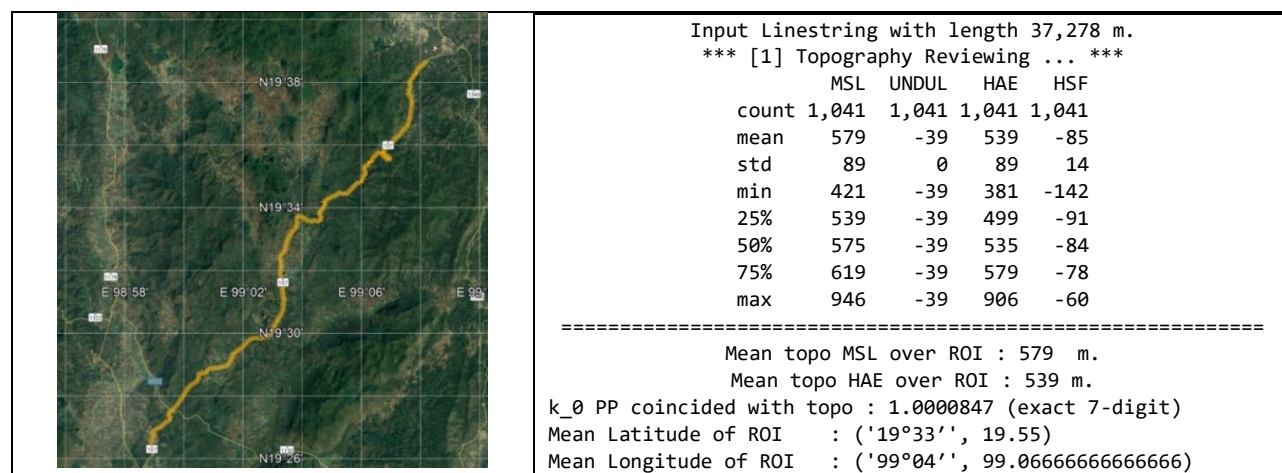 N19°38'
N19°34'
E 98°58'
E 99°02'
E 99°06'
E 99°
N19°30'
N19°26'
Input Linestring with length 37,278 m.
*** [1] Topography Reviewing ... ***
MSL UNDUL HAE HSF
count 1,041 1,041 1,041 1,041
mean 579 -39 539 -85
std 89 0 89 14
min 421 -39 381 -142
25% 539 -39 499 -91
50% 575 -39 535 -84
75% 619 -39 579 -78
max 946 -39 906 -60
==============================================================
Mean topo MSL over ROI : 579 m.
Mean topo HAE over ROI : 539 m.
k_0 PP coincided with topo : 1.0000847 (exact 7-digit)
Mean Latitude of ROI : ('19°33′'', 19.55)
Mean Longitude of ROI : ('99°04′'', 99.06666666666666)